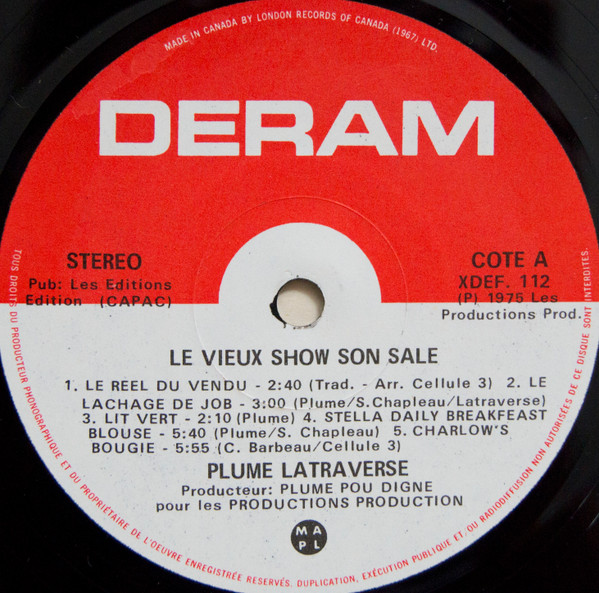 MADE IN CANADA BY LONDON RECORDS OF CANADA (1967) LTD.
DERAM
STEREO
Pub: Les Editions
Edition (CAPAC)
COTE A
XDEF. 112
(P) 1975 Les
Productions Prod.
LE VIEUX SHOW SON SALE
1. LE REEL DU VENDU - 2:40 (Trad. - Arr. Cellule 3) 2. LE
LACHAGE DE JOB - 3:00 (Plume/S.Chapleau/Latraverse)
3. LIT VERT - 2:10 (Plume) 4. STELLA DAILY BREAKFEAST
BLOUSE - 5:40 (Plume/S. Chapleau) 5. CHARLOW'S
BOUGIE - 5:55 (C. Barbeau/Cellule 3)
PLUME LATRAVERSE
Producteur: PLUME POU DIGNE
pour les PRODUCTIONS PRODUCTION
M A
P L
TOUS DROITS DU PRODUCTEUR PHONOGRAPHIQUE ET DU PROPRIÉTAIRE DE L'OEUVRE ENREGISTRÉE RESERVÉS. DUPLICATION, EXÉCUTION PUBLIQUE ET/OU RADIODIFFUSION NON AUTORISÉES DE CE DISQUE SONT INTERDITES.